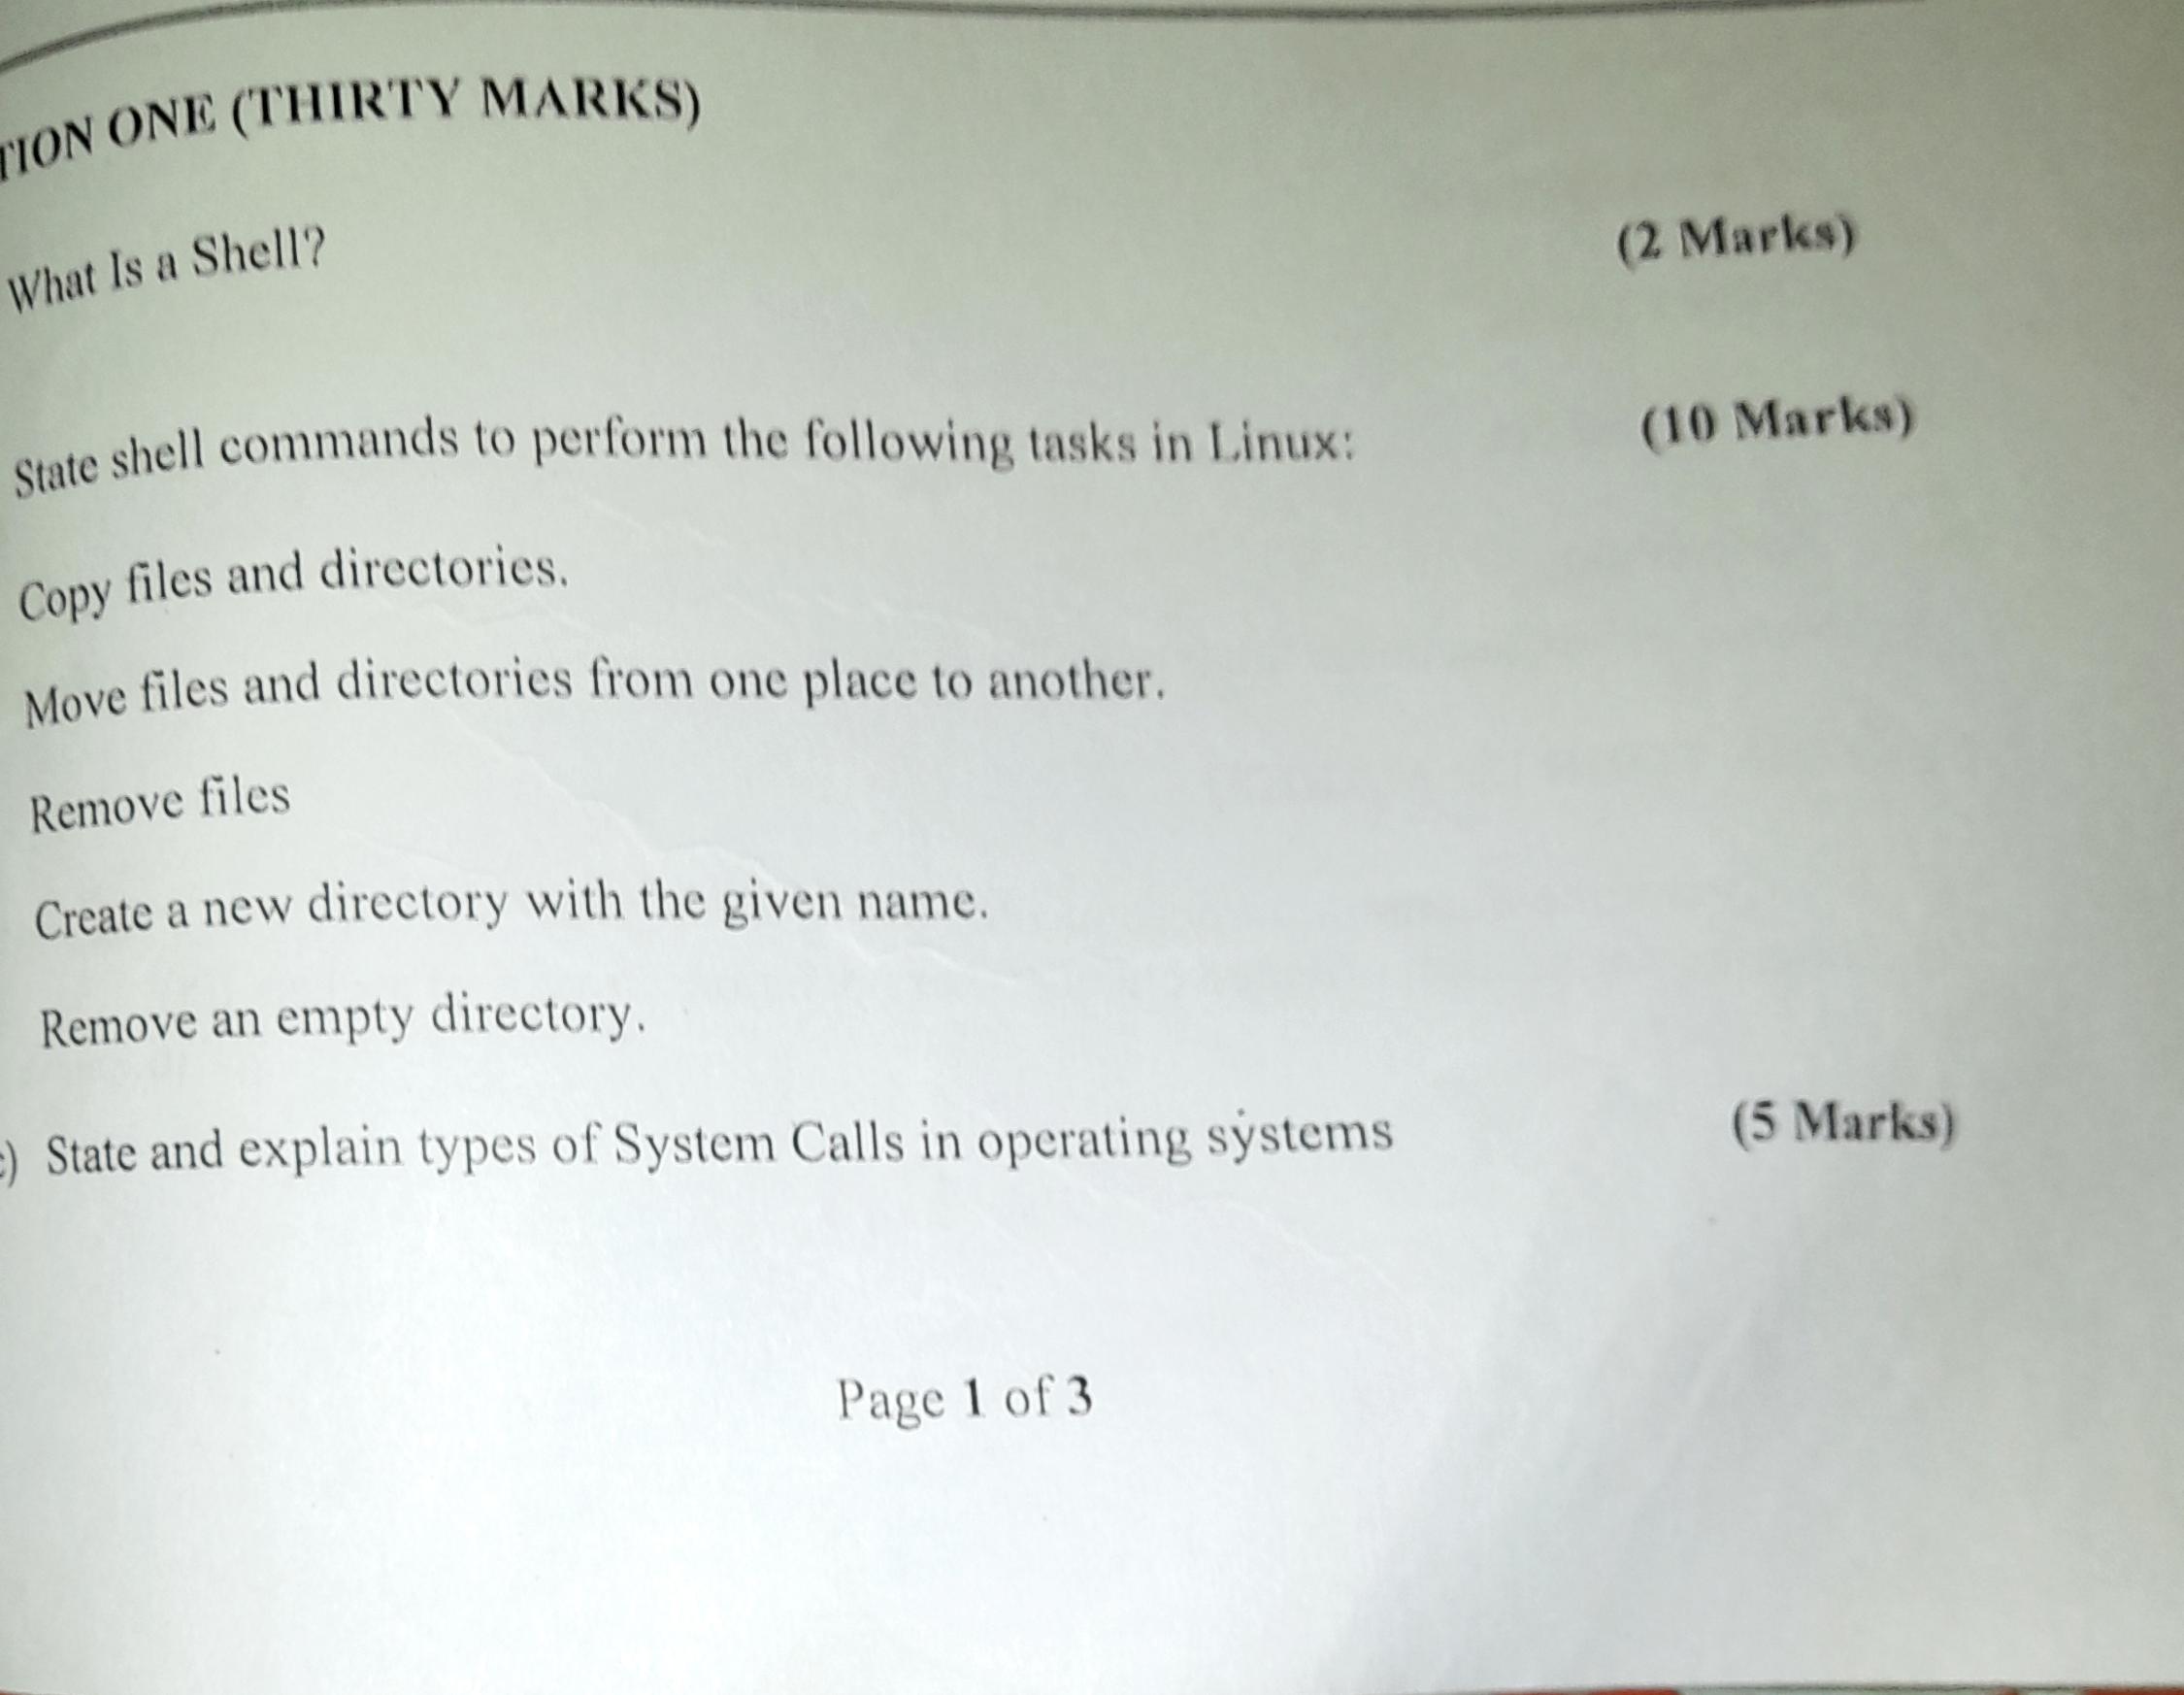 TION ONE (THIRTY MARKS)
What Is a Shell? (2 Marks)
State shell commands to perform the following tasks in Linux: (10 Marks)
Copy files and directories.
Move files and directories from one place to another.
Remove files
Create a new directory with the given name.
Remove an empty directory.
c) State and explain types of System Calls in operating systems (5 Marks)
Page 1 of 3